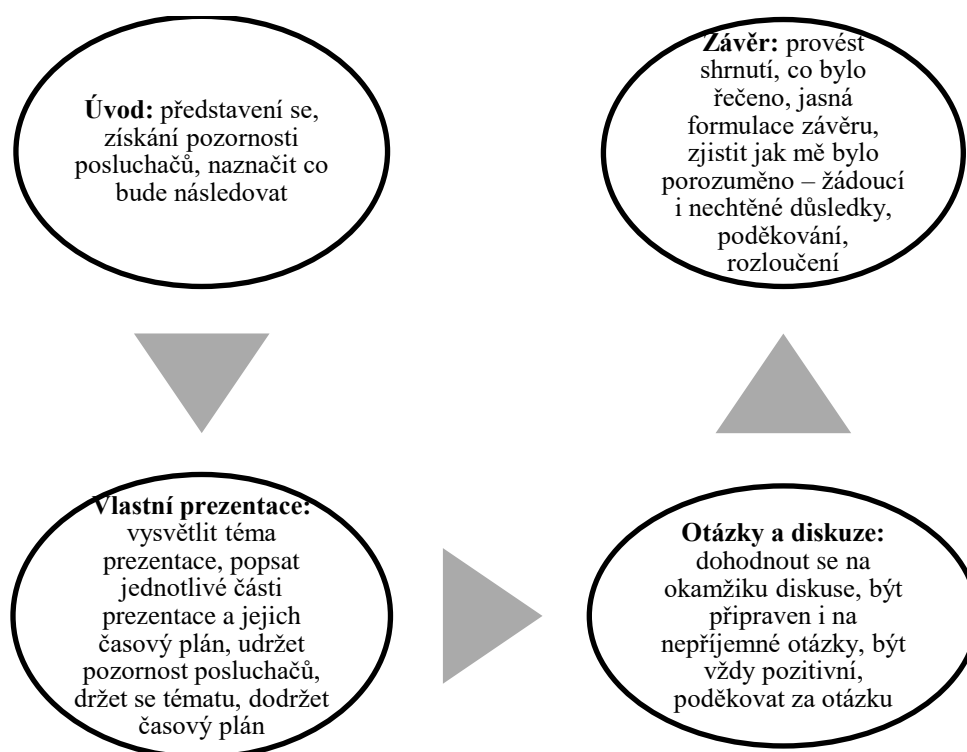 Úvod: představení se,
získání pozornosti
posluchačů, naznačit co
bude následovat
Vlastní prezentace:
vysvětlit téma
prezentace, popsat
jednotlivé části
prezentace a jejich
časový plán, udržet
pozornost posluchačů,
držet se tématu, dodržet
časový plán
Otázky a diskuze:
dohodnout se na
okamžiku diskuse, být
připraven i na
nepříjemné otázky, být
vždy pozitivní,
poděkovat za otázku
Závěr: provést
shrnutí, co bylo
řečeno, jasná
formulace závěru,
zjistit jak mě bylo
porozuměno – žádoucí
i nechtěné důsledky,
poděkování,
rozloučení